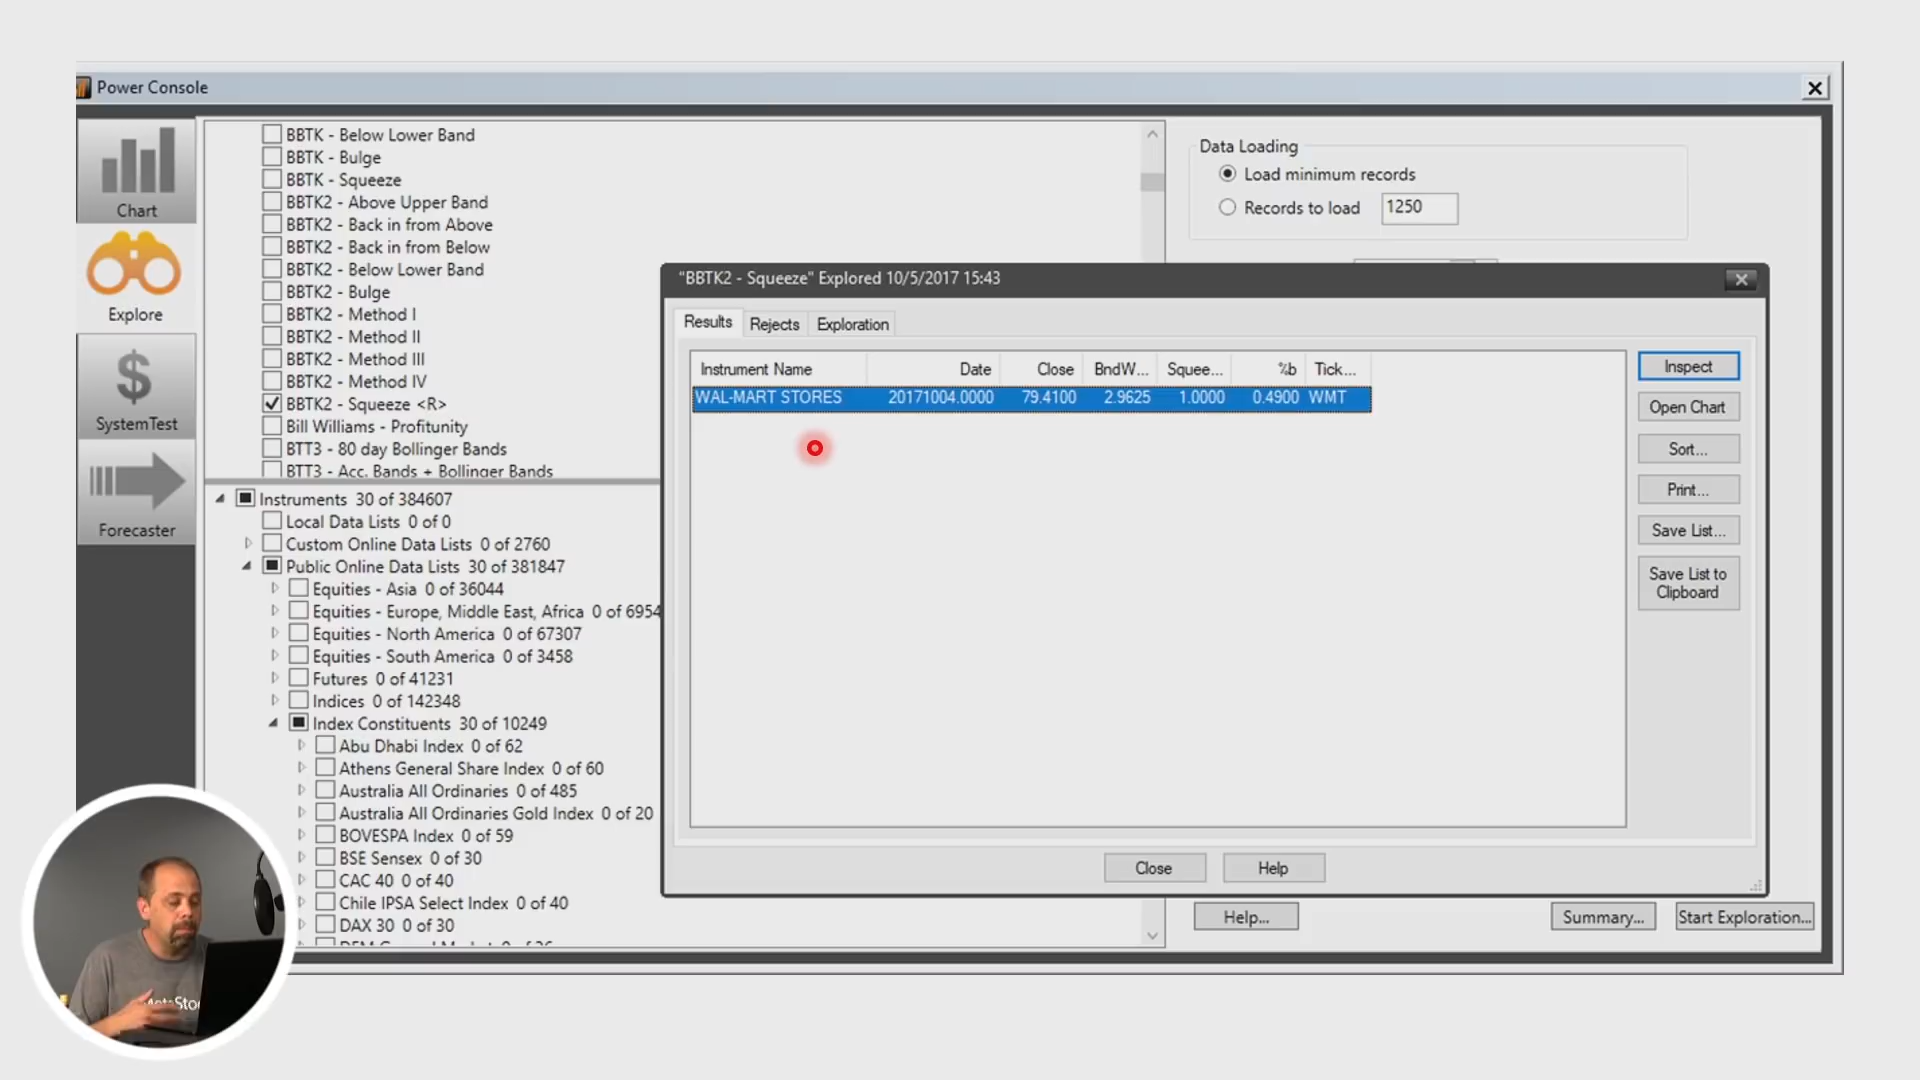 Power Console
Chart
Explore
SystemTest
Forecaster
BBTK - Below Lower Band
BBTK - Bulge
BBTK - Squeeze
BBTK2 - Above Upper Band
BBTK2 - Back in from Above
BBTK2 - Back in from Below
BBTK2 - Below Lower Band
BBTK2 - Bulge
BBTK2 - Method I
BBTK2 - Method II
BBTK2 - Method III
BBTK2 - Method IV
BBTK2 - Squeeze <R>
Bill Williams - Profitunity
BTT3 - 80 day Bollinger Bands
BTT3 - Acc. Bands + Bollinger Bands
Instruments 30 of 384607
Local Data Lists 0 of 0
Custom Online Data Lists 0 of 2760
Public Online Data Lists 30 of 381847
Equities - Asia 0 of 36044
Equities - Europe, Middle East, Africa 0 of 6954
Equities - North America 0 of 67307
Equities - South America 0 of 3458
Futures 0 of 41231
Indices 0 of 142348
Index Constituents 30 of 10249
Abu Dhabi Index 0 of 62
Athens General Share Index 0 of 60
Australia All Ordinaries 0 of 485
Australia All Ordinaries Gold Index 0 of 20
BOVESPA Index 0 of 59
BSE Sensex 0 of 30
CAC 40 0 of 40
Chile IPSA Select Index 0 of 40
DAX 30 0 of 30
Data Loading
Load minimum records
Records to load 1250
"BBTK2 - Squeeze" Explored 10/5/2017 15:43
Results Rejects Exploration
Instrument Name Date Close BndW... Squee... %b Tick...
WAL-MART STORES 20171004.0000 79.4100 2.9625 1.0000 0.4900 WMT
Inspect
Open Chart
Sort...
Print...
Save List...
Save List to
Clipboard
Close Help
Help... Summary... Start Exploration...